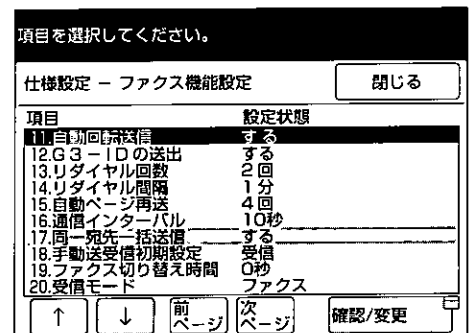 項目を選択してください。
仕様設定 － ファクス機能設定 閉じる
項目 設定状態
11.自動回転送信 する
12.G3－IDの送出 する
13.リダイヤル回数 2回
14.リダイヤル間隔 1分
15.自動ページ再送 4回
16.通信インターバル 10秒
17.同一宛先一括送信 する
18.手動送受信初期設定 受信
19.ファクス切り替え時間 0秒
20.受信モード ファクス
↑ ↓ 前ページ 次ページ 確認/変更